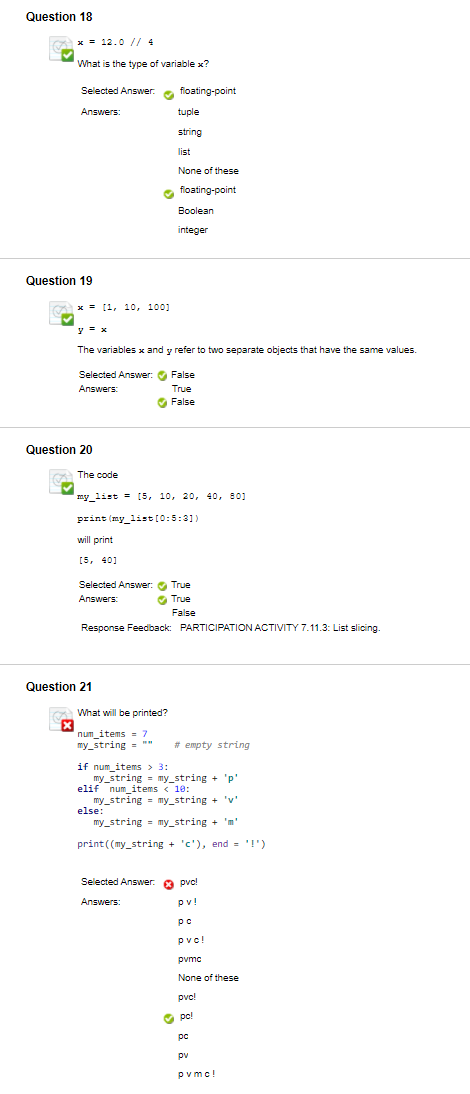 Question 18
x = 12.0 // 4
What is the type of variable x?
Selected Answer: floating-point
Answers: tuple
string
list
None of these
floating-point
Boolean
integer
Question 19
x = [1, 10, 100]
y = x
The variables x and y refer to two separate objects that have the same values.
Selected Answer: False
Answers: True
False
Question 20
The code
my_list = [5, 10, 20, 40, 80]
print(my_list[0:5:3])
will print
[5, 40]
Selected Answer: True
Answers: True
False
Response Feedback: PARTICIPATION ACTIVITY 7.11.3: List slicing.
Question 21
What will be printed?
num_items = 7
my_string = "" # empty string
if num_items > 3:
my_string = my_string + 'p'
elif num_items < 10:
my_string = my_string + 'v'
else:
my_string = my_string + 'm'
print((my_string + 'c'), end = '!')
Selected Answer: pvc!
Answers: p v !
p c
p v c !
pvmc
None of these
pvc!
pc!
pc
pv
p v m c !